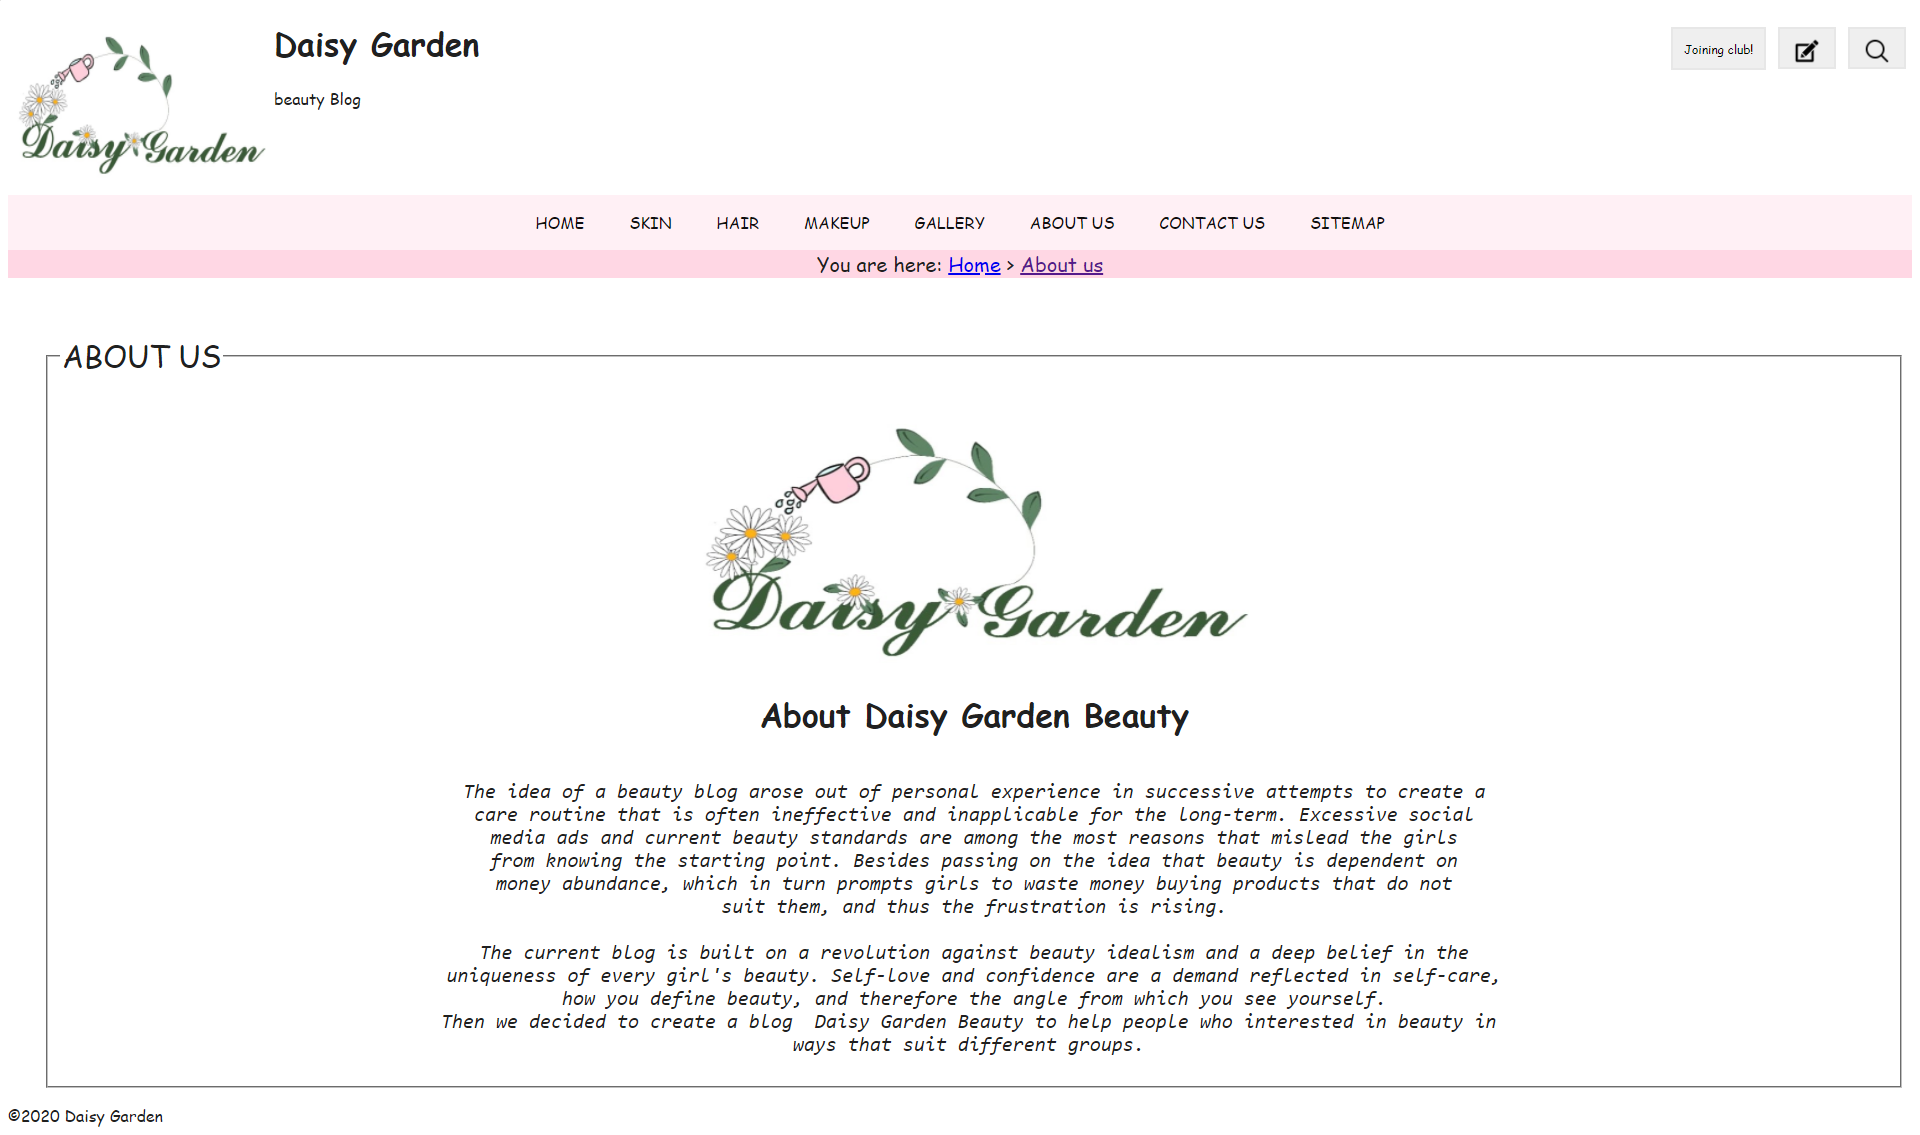 Daisy Garden
Daisy Garden
beauty Blog
Joining club!
HOME SKIN HAIR MAKEUP GALLERY ABOUT US CONTACT US SITEMAP
You are here: Home > About us
ABOUT US
Daisy Garden
About Daisy Garden Beauty
The idea of a beauty blog arose out of personal experience in successive attempts to create a
care routine that is often ineffective and inapplicable for the long-term. Excessive social
media ads and current beauty standards are among the most reasons that mislead the girls
from knowing the starting point. Besides passing on the idea that beauty is dependent on
money abundance, which in turn prompts girls to waste money buying products that do not
suit them, and thus the frustration is rising.
The current blog is built on a revolution against beauty idealism and a deep belief in the
uniqueness of every girl's beauty. Self-love and confidence are a demand reflected in self-care,
how you define beauty, and therefore the angle from which you see yourself.
Then we decided to create a blog  Daisy Garden Beauty to help people who interested in beauty in
ways that suit different groups.
©2020 Daisy Garden